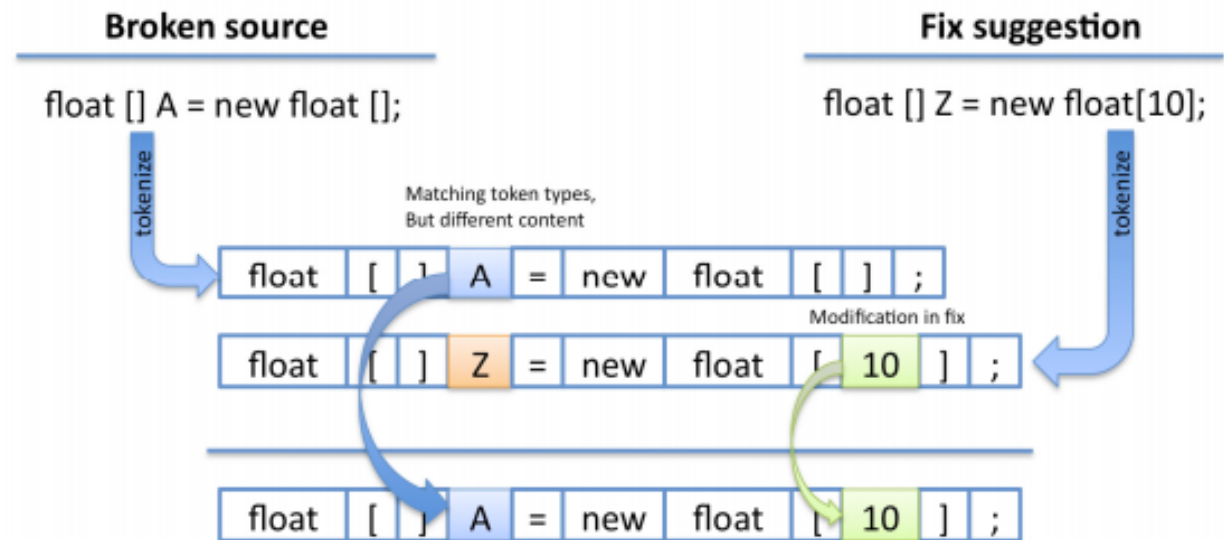 Broken source
Fix suggestion
float [] A = new float [];
float [] Z = new float[10];
tokenize
tokenize
Matching token types,
But different content
float [ ] A = new float [ ] ;
Modification in fix
float [ ] Z = new float [ 10 ] ;
float [ ] A = new float [ 10 ] ;